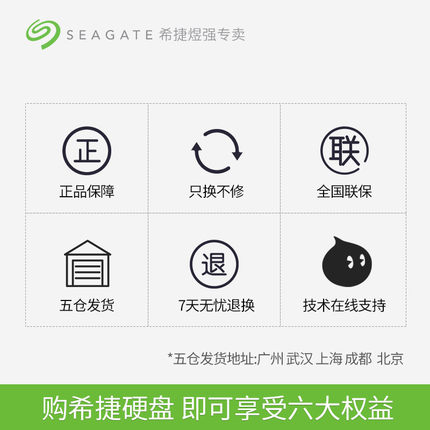 SEAGATE 希捷煜强专卖
正 联
正品保障 只换不修 全国联保
退
五仓发货 7天无忧退换 技术在线支持
*五仓发货地址:广州 武汉 上海 成都 北京
购希捷硬盘 即可享受六大权益